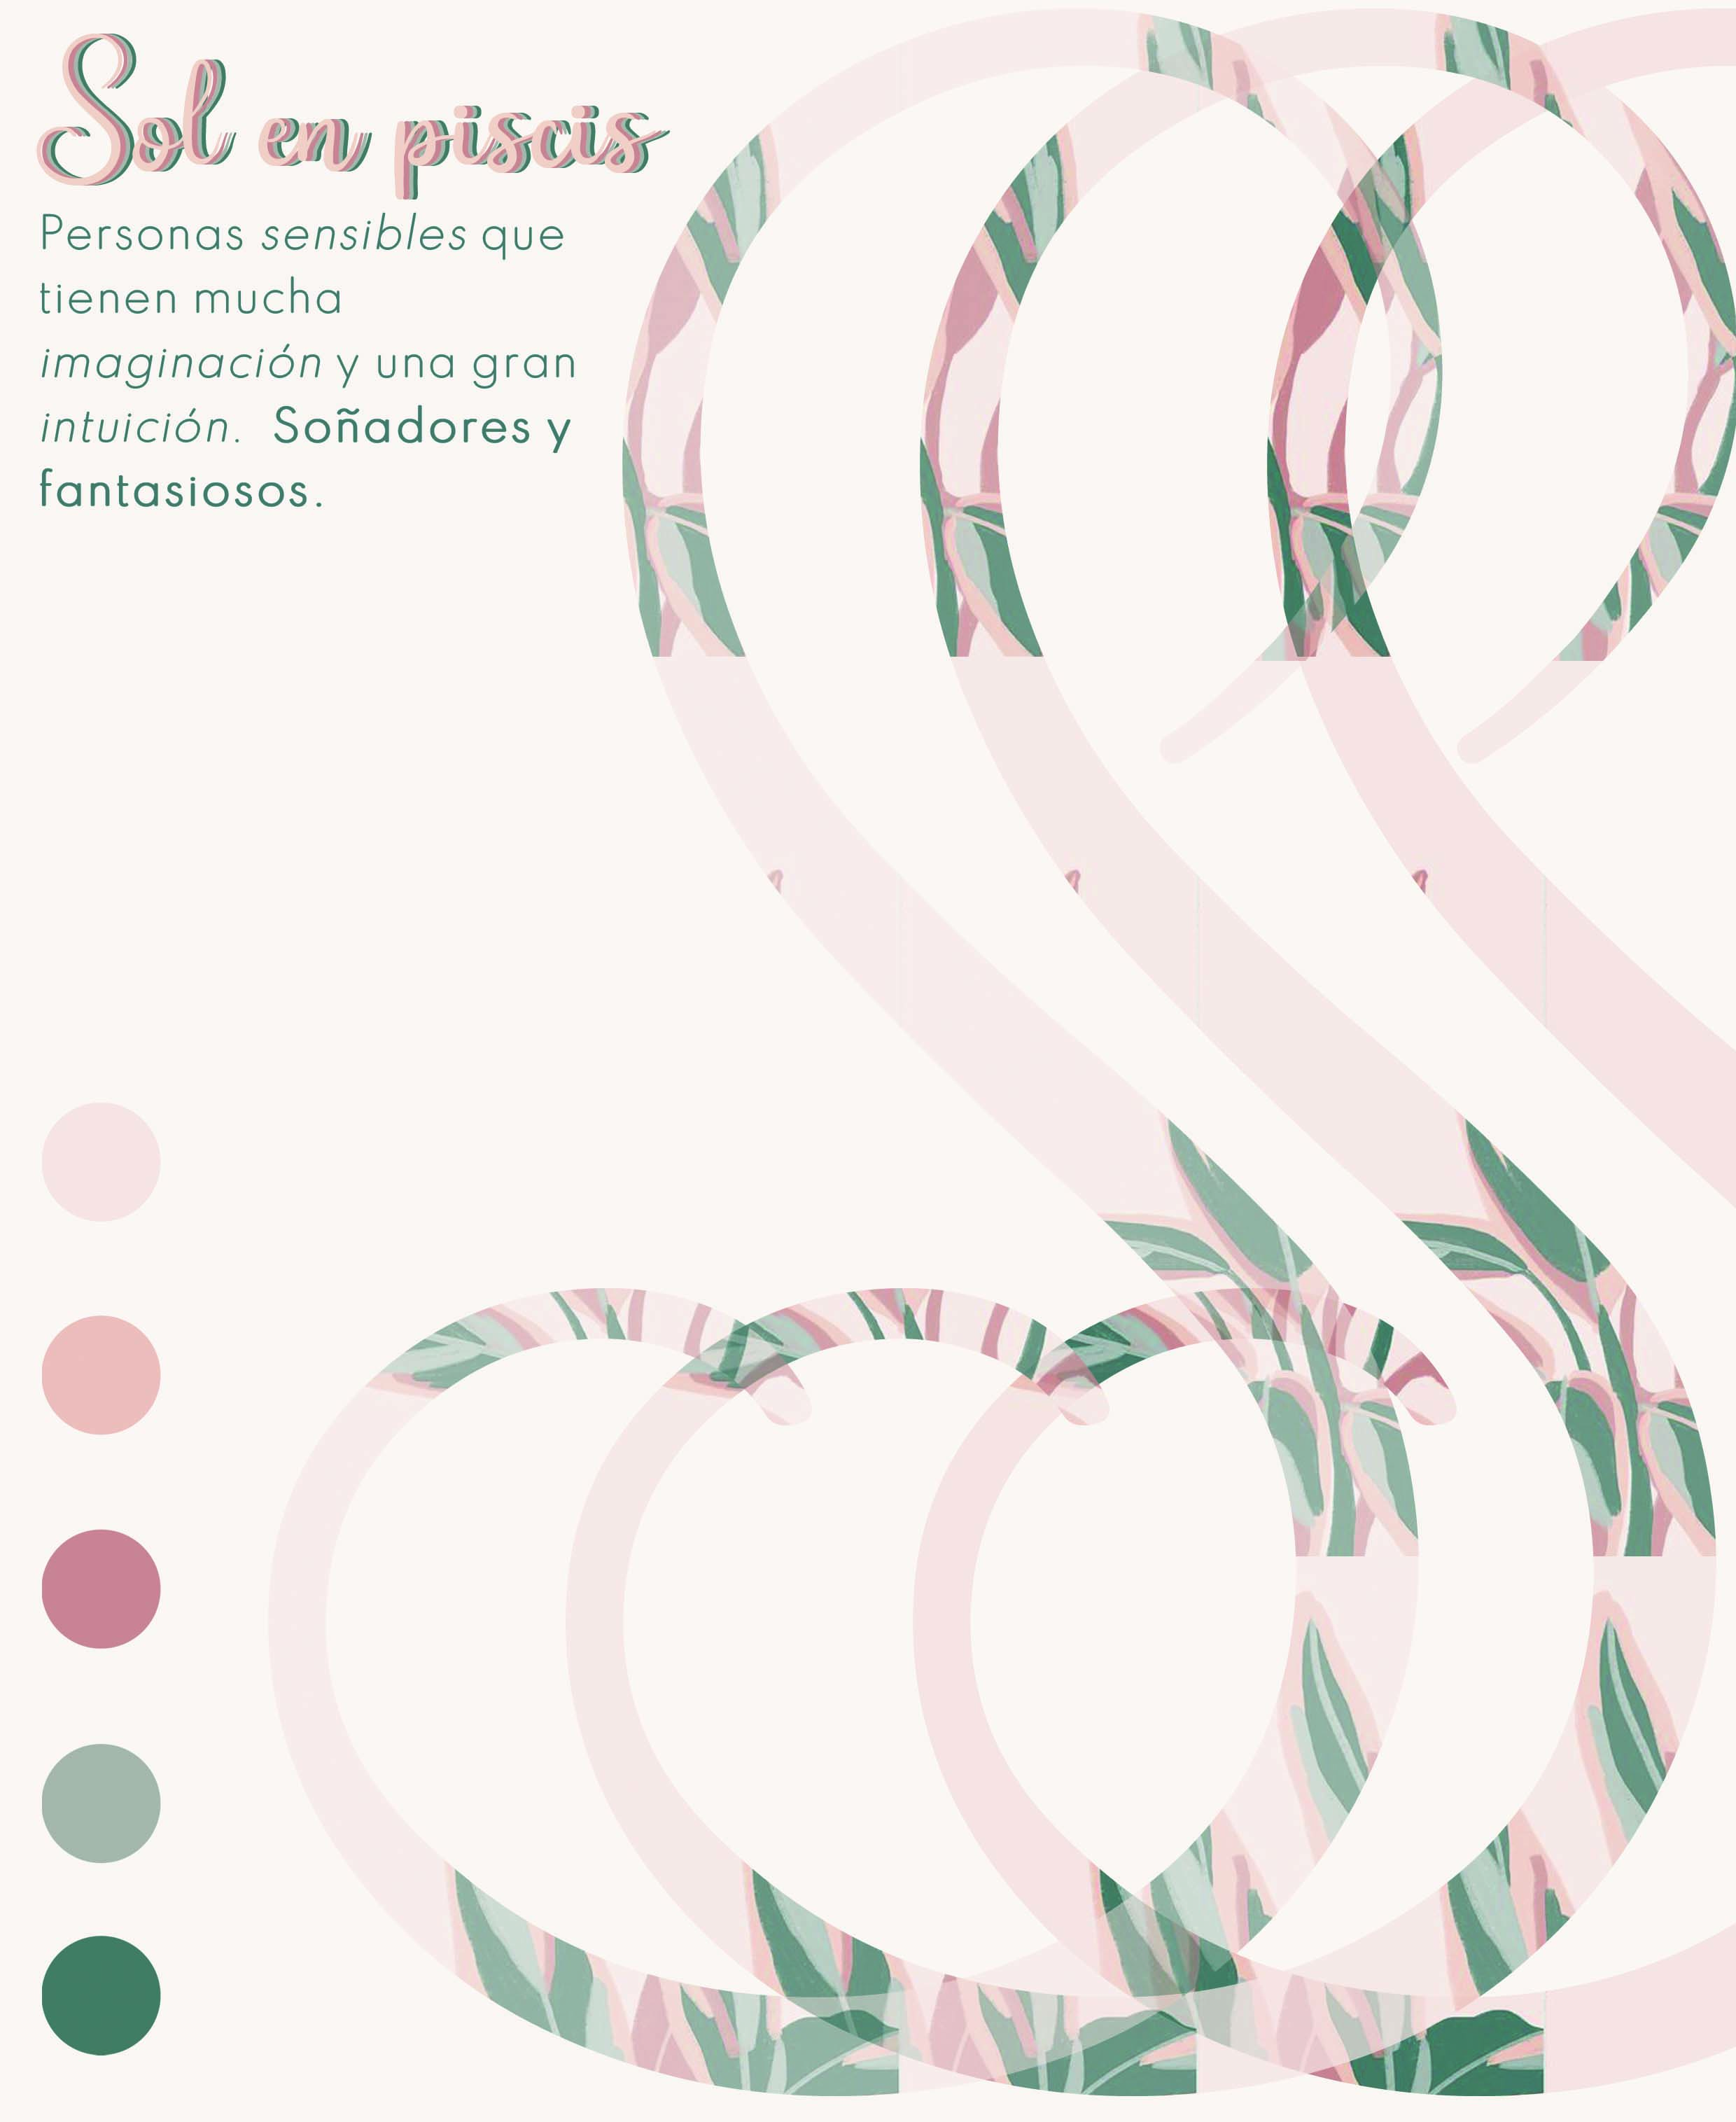 Sol en piscis
Personas sensibles que
tienen mucha
imaginación y una gran
intuición. Soñadores y
fantasiosos.